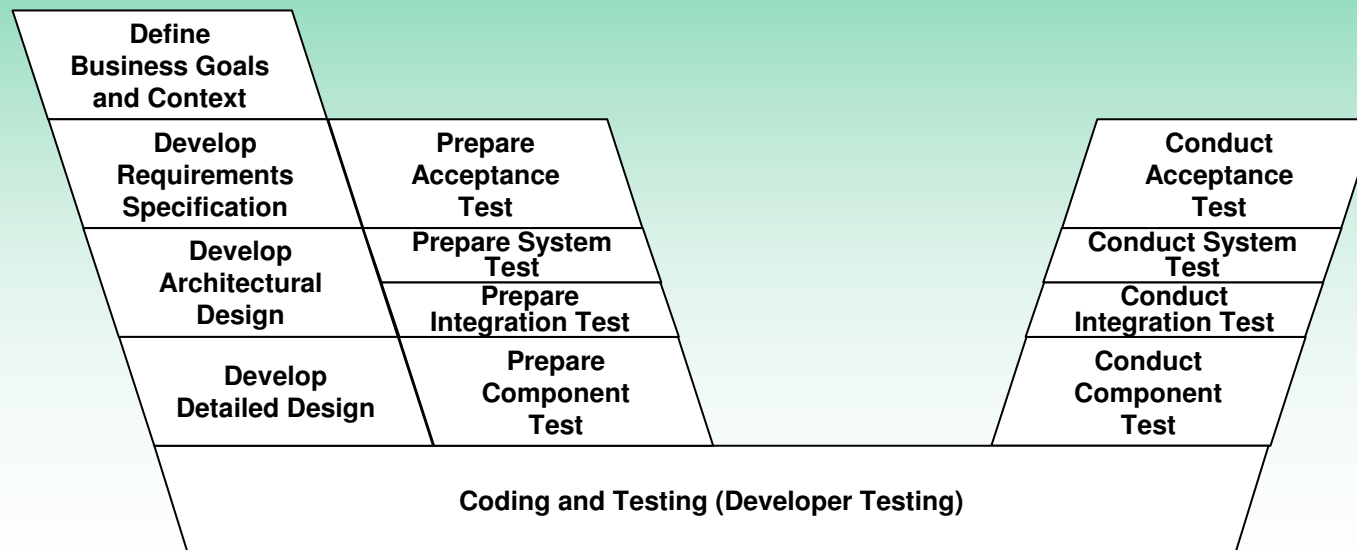 Define
Business Goals
and Context
Develop
Requirements
Specification
Prepare
Acceptance
Test
Conduct
Acceptance
Test
Develop
Architectural
Design
Prepare System
Test
Prepare
Integration Test
Conduct System
Test
Conduct
Integration Test
Develop
Detailed Design
Prepare
Component
Test
Conduct
Component
Test
Coding and Testing (Developer Testing)